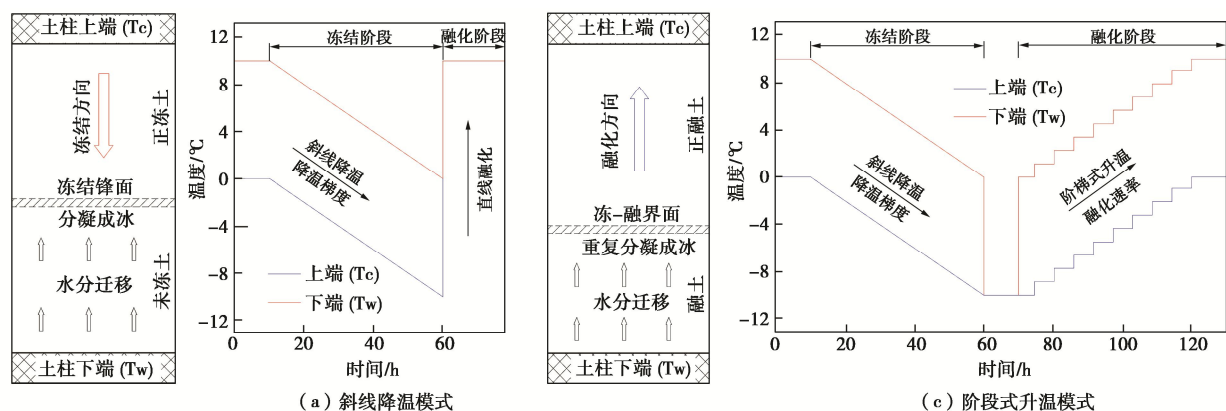 土柱上端 (Tc)
冻结方向
正冻土
冻结锋面
分凝成冰
水分迁移
未冻土
土柱下端 (Tw)
温度/℃
12
8
4
0
-4
-8
-12
冻结阶段
融化阶段
斜线降温
降温梯度
直线融化
上端 (Tc)
下端 (Tw)
0
20
40
60
80
时间/h
(a) 斜线降温模式
土柱上端 (Tc)
融化方向
正融土
冻-融界面
重复分凝成冰
水分迁移
融土
土柱下端 (Tw)
温度/℃
12
8
4
0
-4
-8
-12
冻结阶段
融化阶段
上端 (Tc)
下端 (Tw)
斜线降温
降温梯度
阶梯式升温
融化速率
0
20
40
60
80
100
120
时间/h
(c) 阶段式升温模式